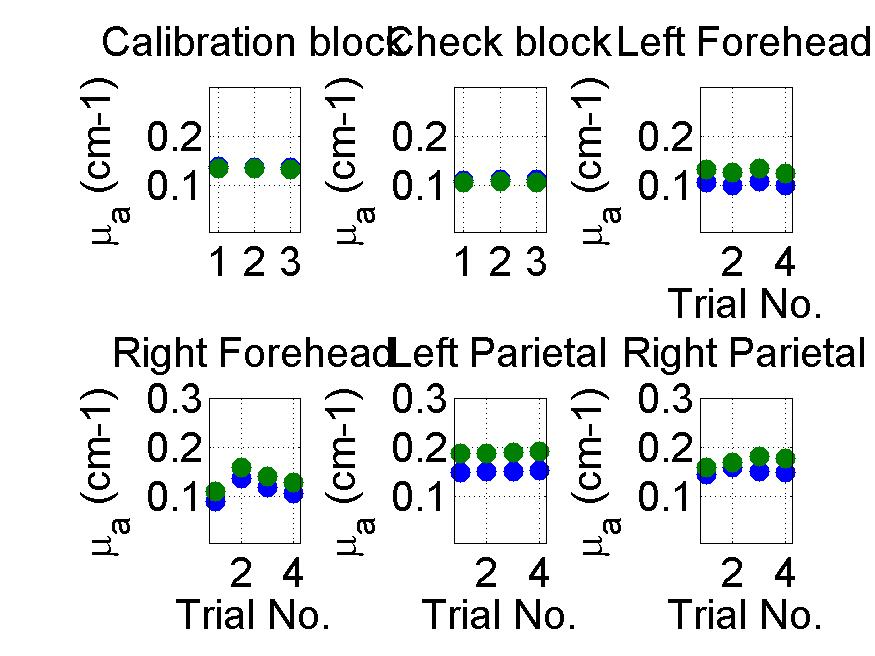 Calibration block
Check block
Left Forehead
μa (cm-1)
0.2
0.1
1 2 3
μa (cm-1)
0.2
0.1
1 2 3
μa (cm-1)
0.2
0.1
2 4
Trial No.
Right Forehead
Left Parietal
Right Parietal
μa (cm-1)
0.3
0.2
0.1
2 4
Trial No.
μa (cm-1)
0.3
0.2
0.1
2 4
Trial No.
μa (cm-1)
0.3
0.2
0.1
2 4
Trial No.